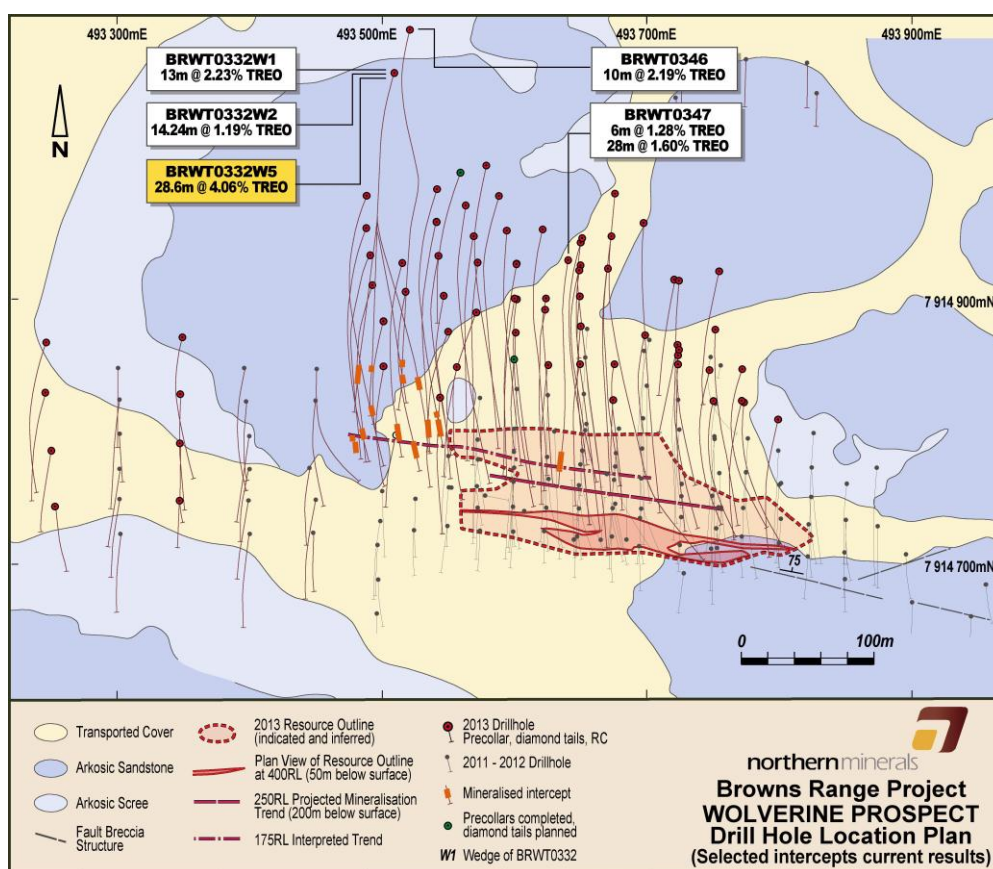 493 300mE
493 500mE
493 700mE
493 900mE
BRWT0332W1
13m @ 2.23% TREO
BRWT0346
10m @ 2.19% TREO
BRWT0332W2
14.24m @ 1.19% TREO
BRWT0347
6m @ 1.28% TREO
28m @ 1.60% TREO
BRWT0332W5
28.6m @ 4.06% TREO
N
7 914 900mN
7 914 700mN
75
0
100m
Transported Cover
Arkosic Sandstone
Arkosic Scree
Fault Breccia
Structure
2013 Resource Outline
(indicated and inferred)
Plan View of Resource Outline
at 400RL (50m below surface)
250RL Projected Mineralisation
Trend (200m below surface)
175RL Interpreted Trend
2013 Drillhole
Precollar, diamond tails, RC
2011 - 2012 Drillhole
Mineralised intercept
Precollars completed,
diamond tails planned
W1 Wedge of BRWT0332
northernminerals
Browns Range Project
WOLVERINE PROSPECT
Drill Hole Location Plan
(Selected intercepts current results)